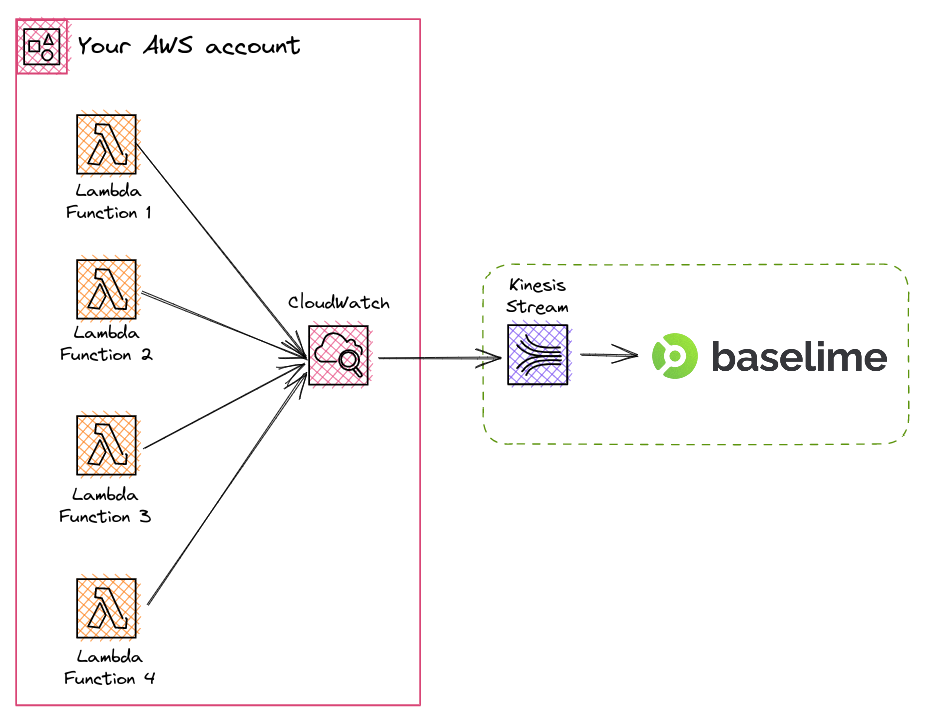 Your AWS account
Lambda
Function 1
Lambda
Function 2
CloudWatch
Kinesis
Stream
baselime
Lambda
Function 3
Lambda
Function 4